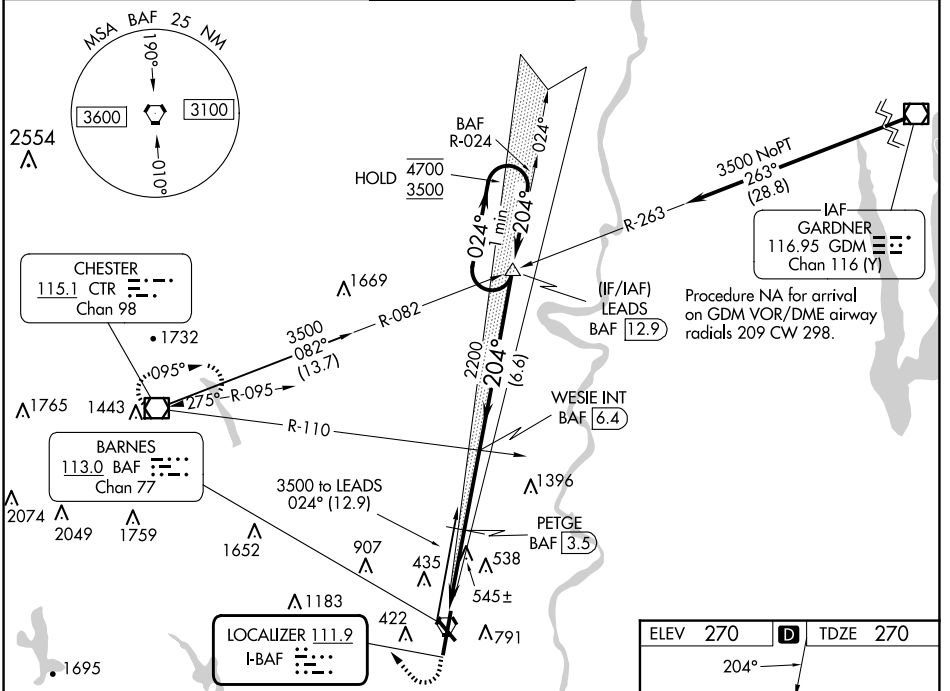 MSA BAF 25 NM
190°
3600
3100
010°
2554
BAF
R-024
024°
HOLD
4700
3500
024°
1 min
204°
3500 NoPT
263°
(28.8)
R-263
IAF
GARDNER
116.95 GDM
Chan 116 (Y)
CHESTER
115.1 CTR
Chan 98
1669
(IF/IAF)
LEADS
BAF 12.9
Procedure NA for arrival
on GDM VOR/DME airway
radials 209 CW 298.
1732
3500
082°
(13.7)
R-082
2200
204°
(6.6)
095°
275°
R-095
1765
1443
WESIE INT
BAF 6.4
R-110
BARNES
113.0 BAF
Chan 77
3500 to LEADS
024° (12.9)
1396
2074
2049
1759
1652
PETGE
BAF 3.5
907
435
538
545±
1183
422
791
LOCALIZER 111.9
I-BAF
1695
ELEV 270 D TDZE 270
204°